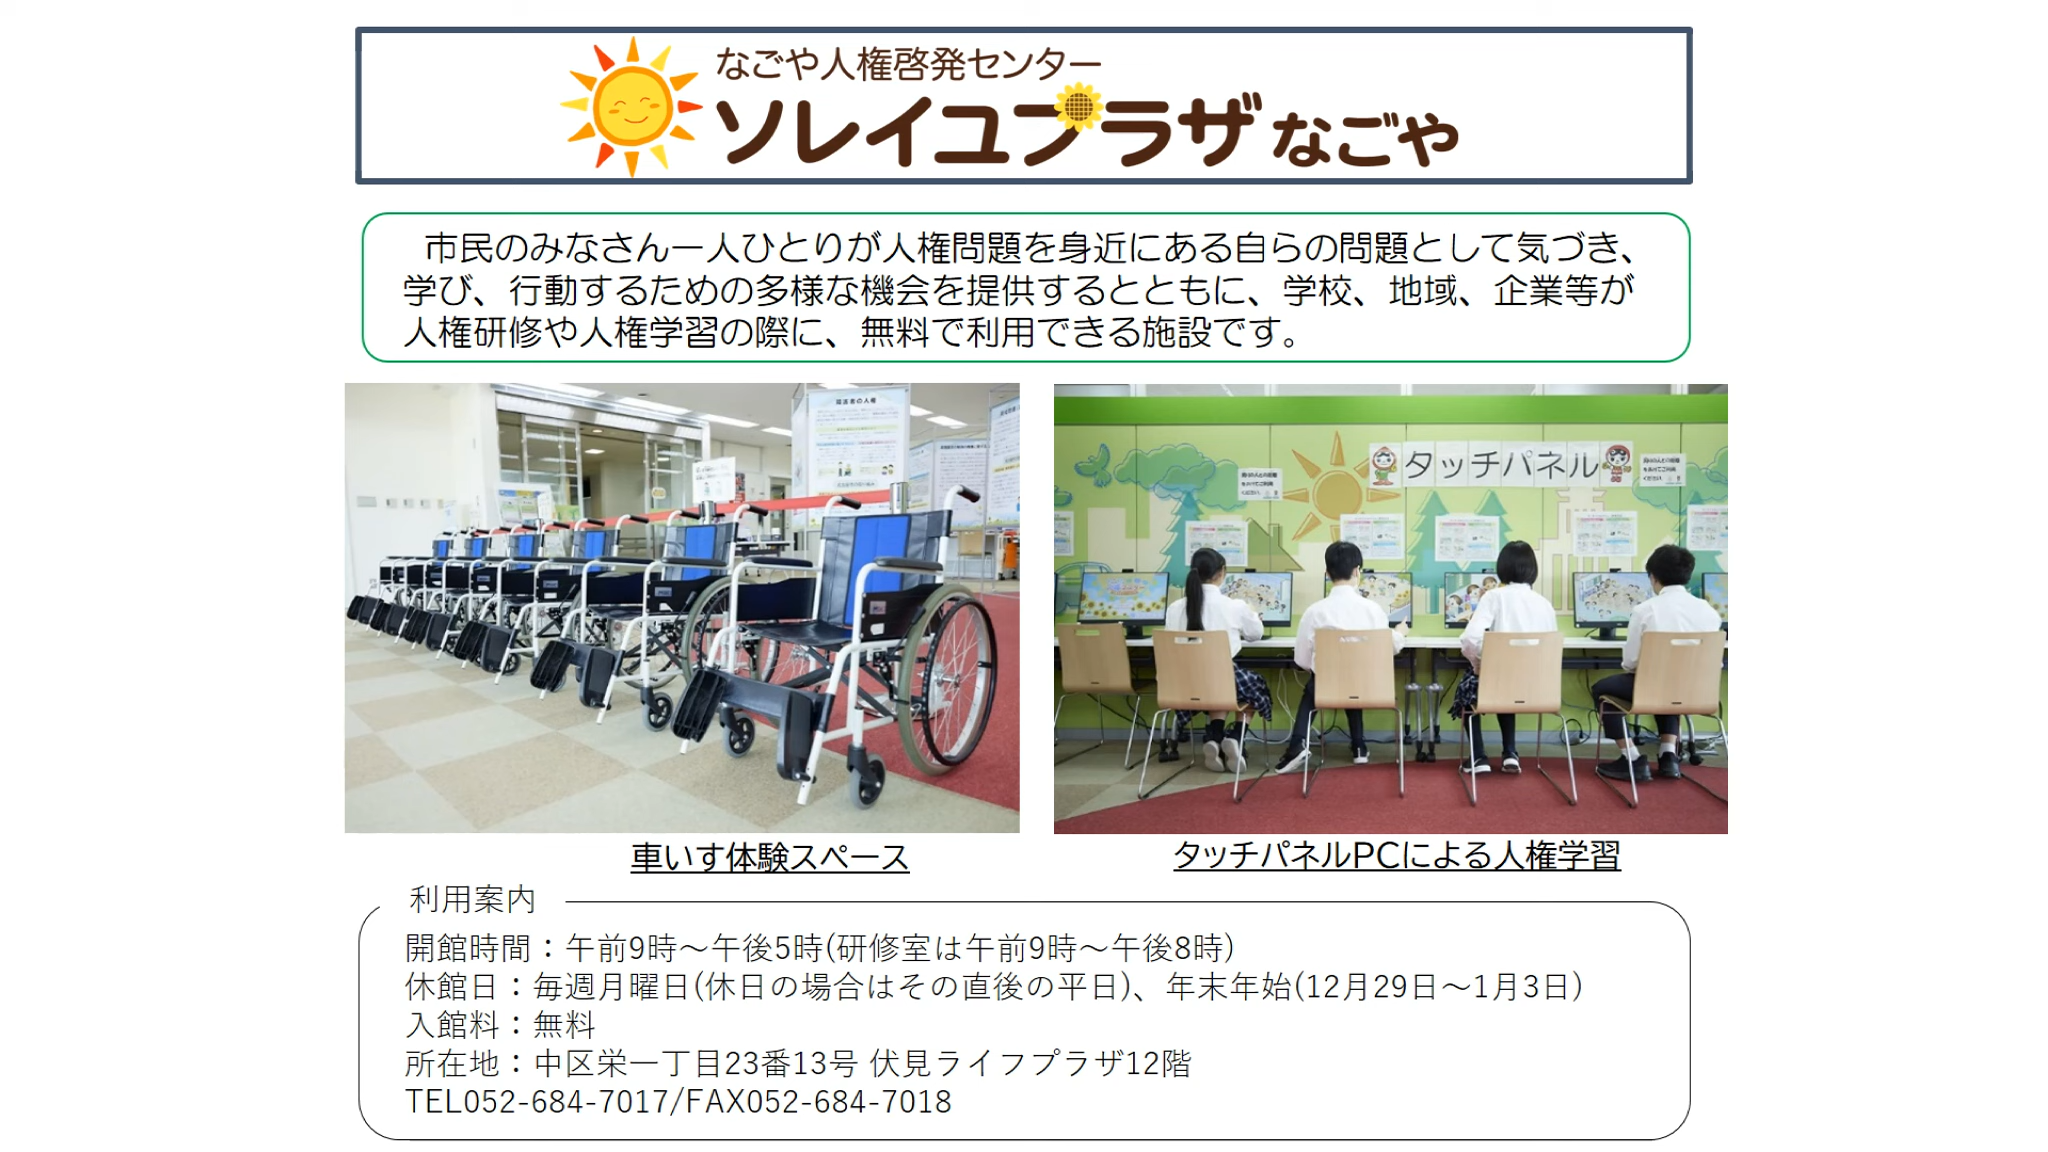 なごや人権啓発センター
ソレイユプラザなごや
市民のみなさん一人ひとりが人権問題を身近にある自らの問題として気づき、
学び、行動するための多様な機会を提供するとともに、学校、地域、企業等が
人権研修や人権学習の際に、無料で利用できる施設です。
タッチパネル
車いす体験スペース
タッチパネルPCによる人権学習
利用案内
開館時間：午前9時～午後5時(研修室は午前9時～午後8時)
休館日：毎週月曜日(休日の場合はその直後の平日)、年末年始(12月29日～1月3日)
入館料：無料
所在地：中区栄一丁目23番13号 伏見ライフプラザ12階
TEL052-684-7017/FAX052-684-7018